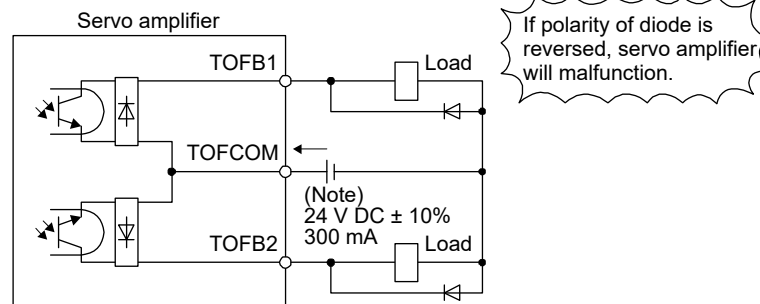 Servo amplifier
If polarity of diode is
reversed, servo amplifier
will malfunction.
TOFB1
Load
TOFCOM
(Note)
24 V DC ± 10%
300 mA
TOFB2
Load